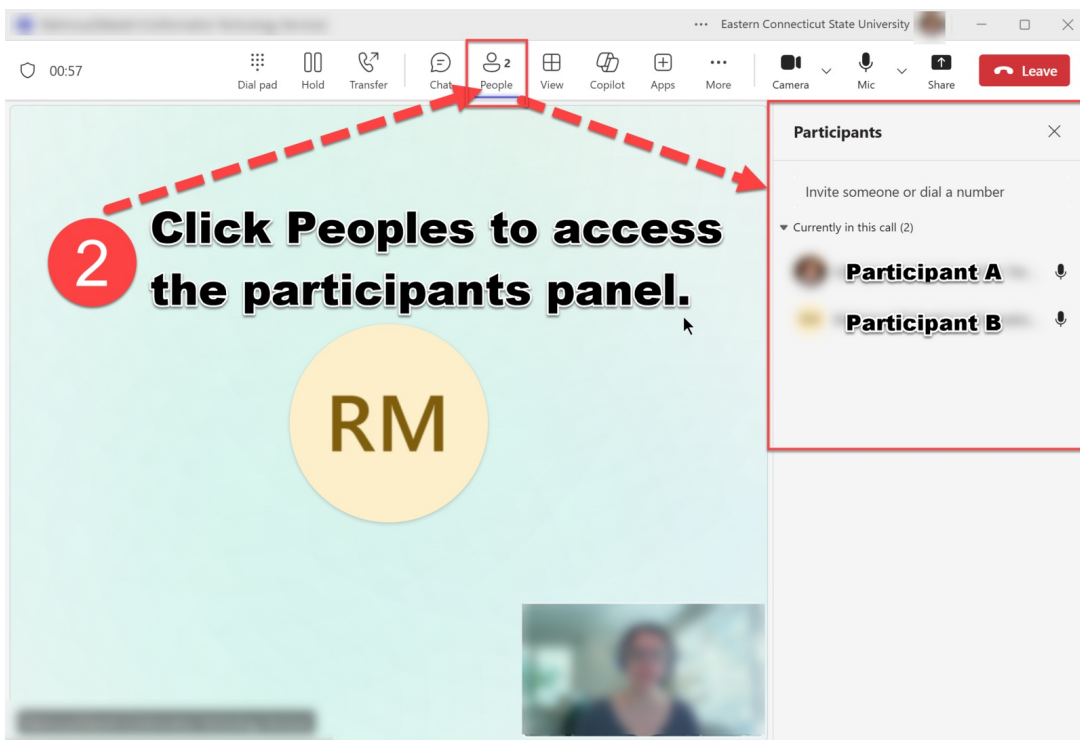 ••• Eastern Connecticut State University
00:57
Dial pad Hold Transfer Chat 2 People View Copilot Apps More Camera Mic Share Leave
Participants
Invite someone or dial a number
Currently in this call (2)
Participant A
Participant B
2
Click Peoples to access
the participants panel.
RM